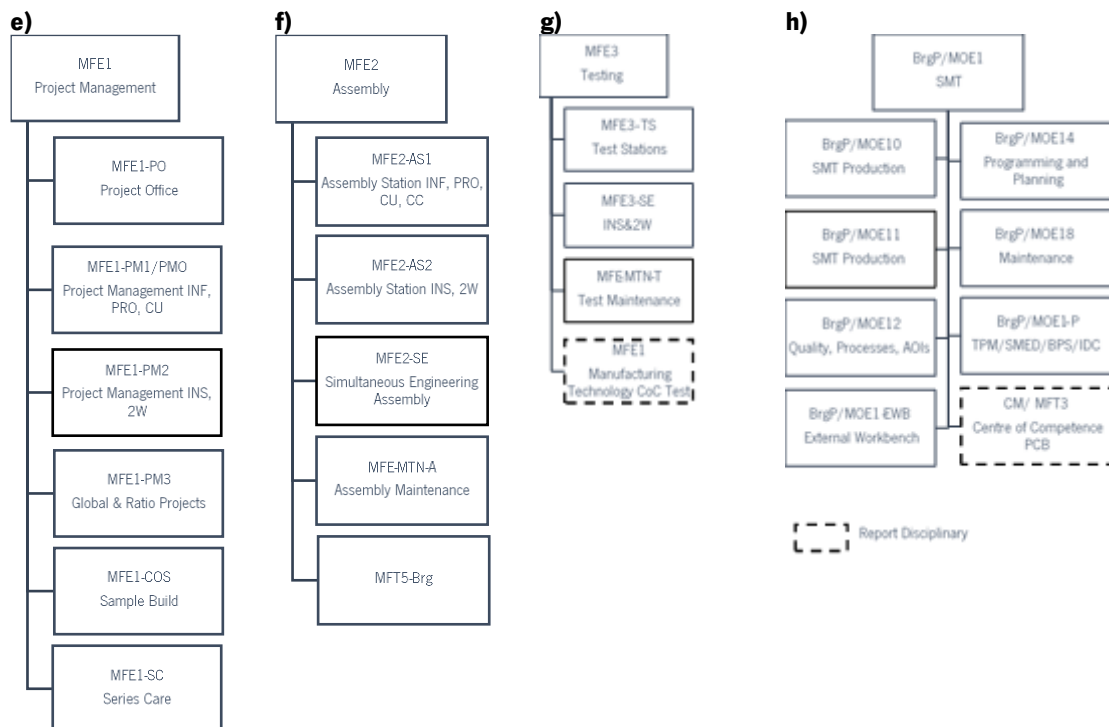 e)
MFE1
Project Management
MFE1-PO
Project Office
MFE1-PM1/PMO
Project Management INF,
PRO, CU
MFE1-PM2
Project Management INS,
2W
MFE1-PM3
Global & Ratio Projects
MFE1-COS
Sample Build
MFE1-SC
Series Care
f)
MFE2
Assembly
MFE2-AS1
Assembly Station INF, PRO,
CU, CC
MFE2-AS2
Assembly Station INS, 2W
MFE2-SE
Simultaneous Engineering
Assembly
MFE-MTN-A
Assembly Maintenance
MFT5-Brg
g)
MFE3
Testing
MFE3-TS
Test Stations
MFE3-SE
INS&2W
MFE-MTN-T
Test Maintenance
MFE1
Manufacturing
Technology CoC Test
h)
BrgP/MOE1
SMT
BrgP/MOE10
SMT Production
BrgP/MOE14
Programming and
Planning
BrgP/MOE11
SMT Production
BrgP/MOE18
Maintenance
BrgP/MOE12
Quality, Processes, AOIs
BrgP/MOE1-P
TPM/SMED/BPS/IDC
BrgP/MOE1-EWB
External Workbench
CM/ MFT3
Centre of Competence
PCB
Report Disciplinary